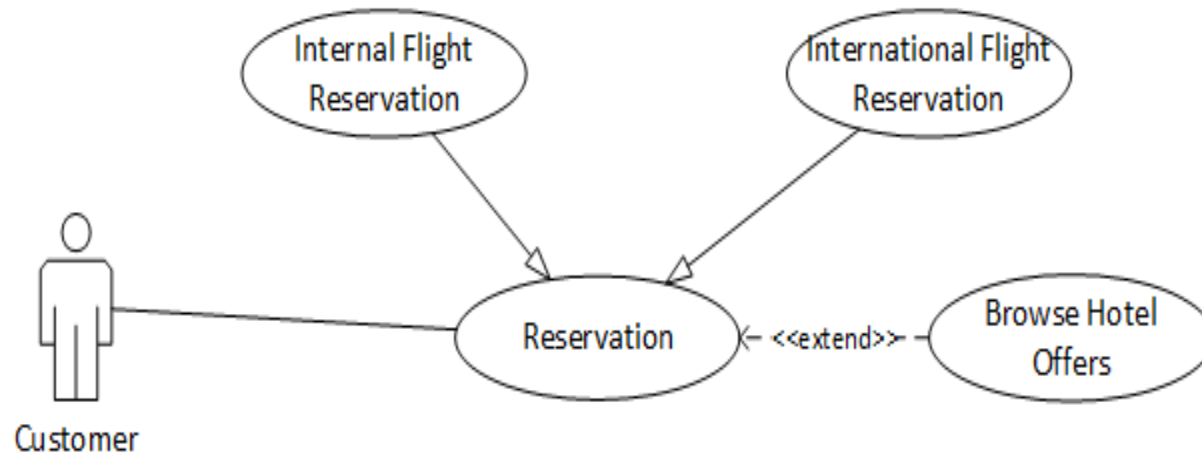 Internal Flight
Reservation
International Flight
Reservation
Reservation
<<extend>>
Browse Hotel
Offers
Customer